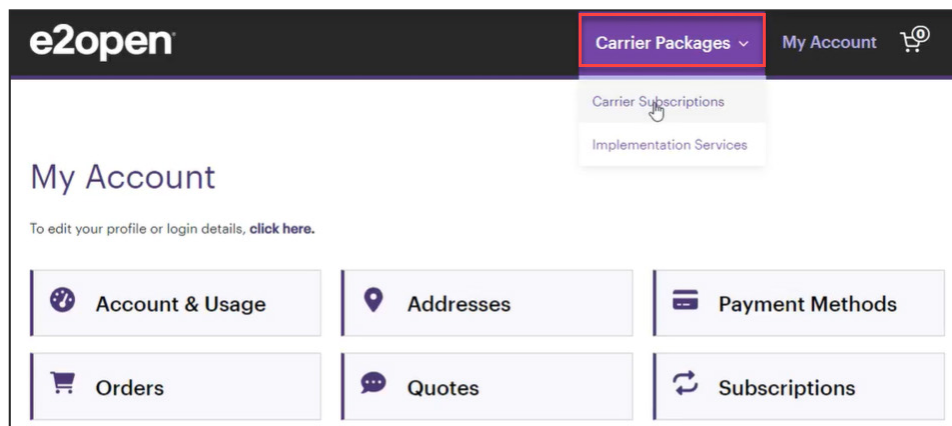 e2open
Carrier Packages
My Account
0
Carrier Subscriptions
Implementation Services
My Account
To edit your profile or login details, click here.
Account & Usage
Addresses
Payment Methods
Orders
Quotes
Subscriptions